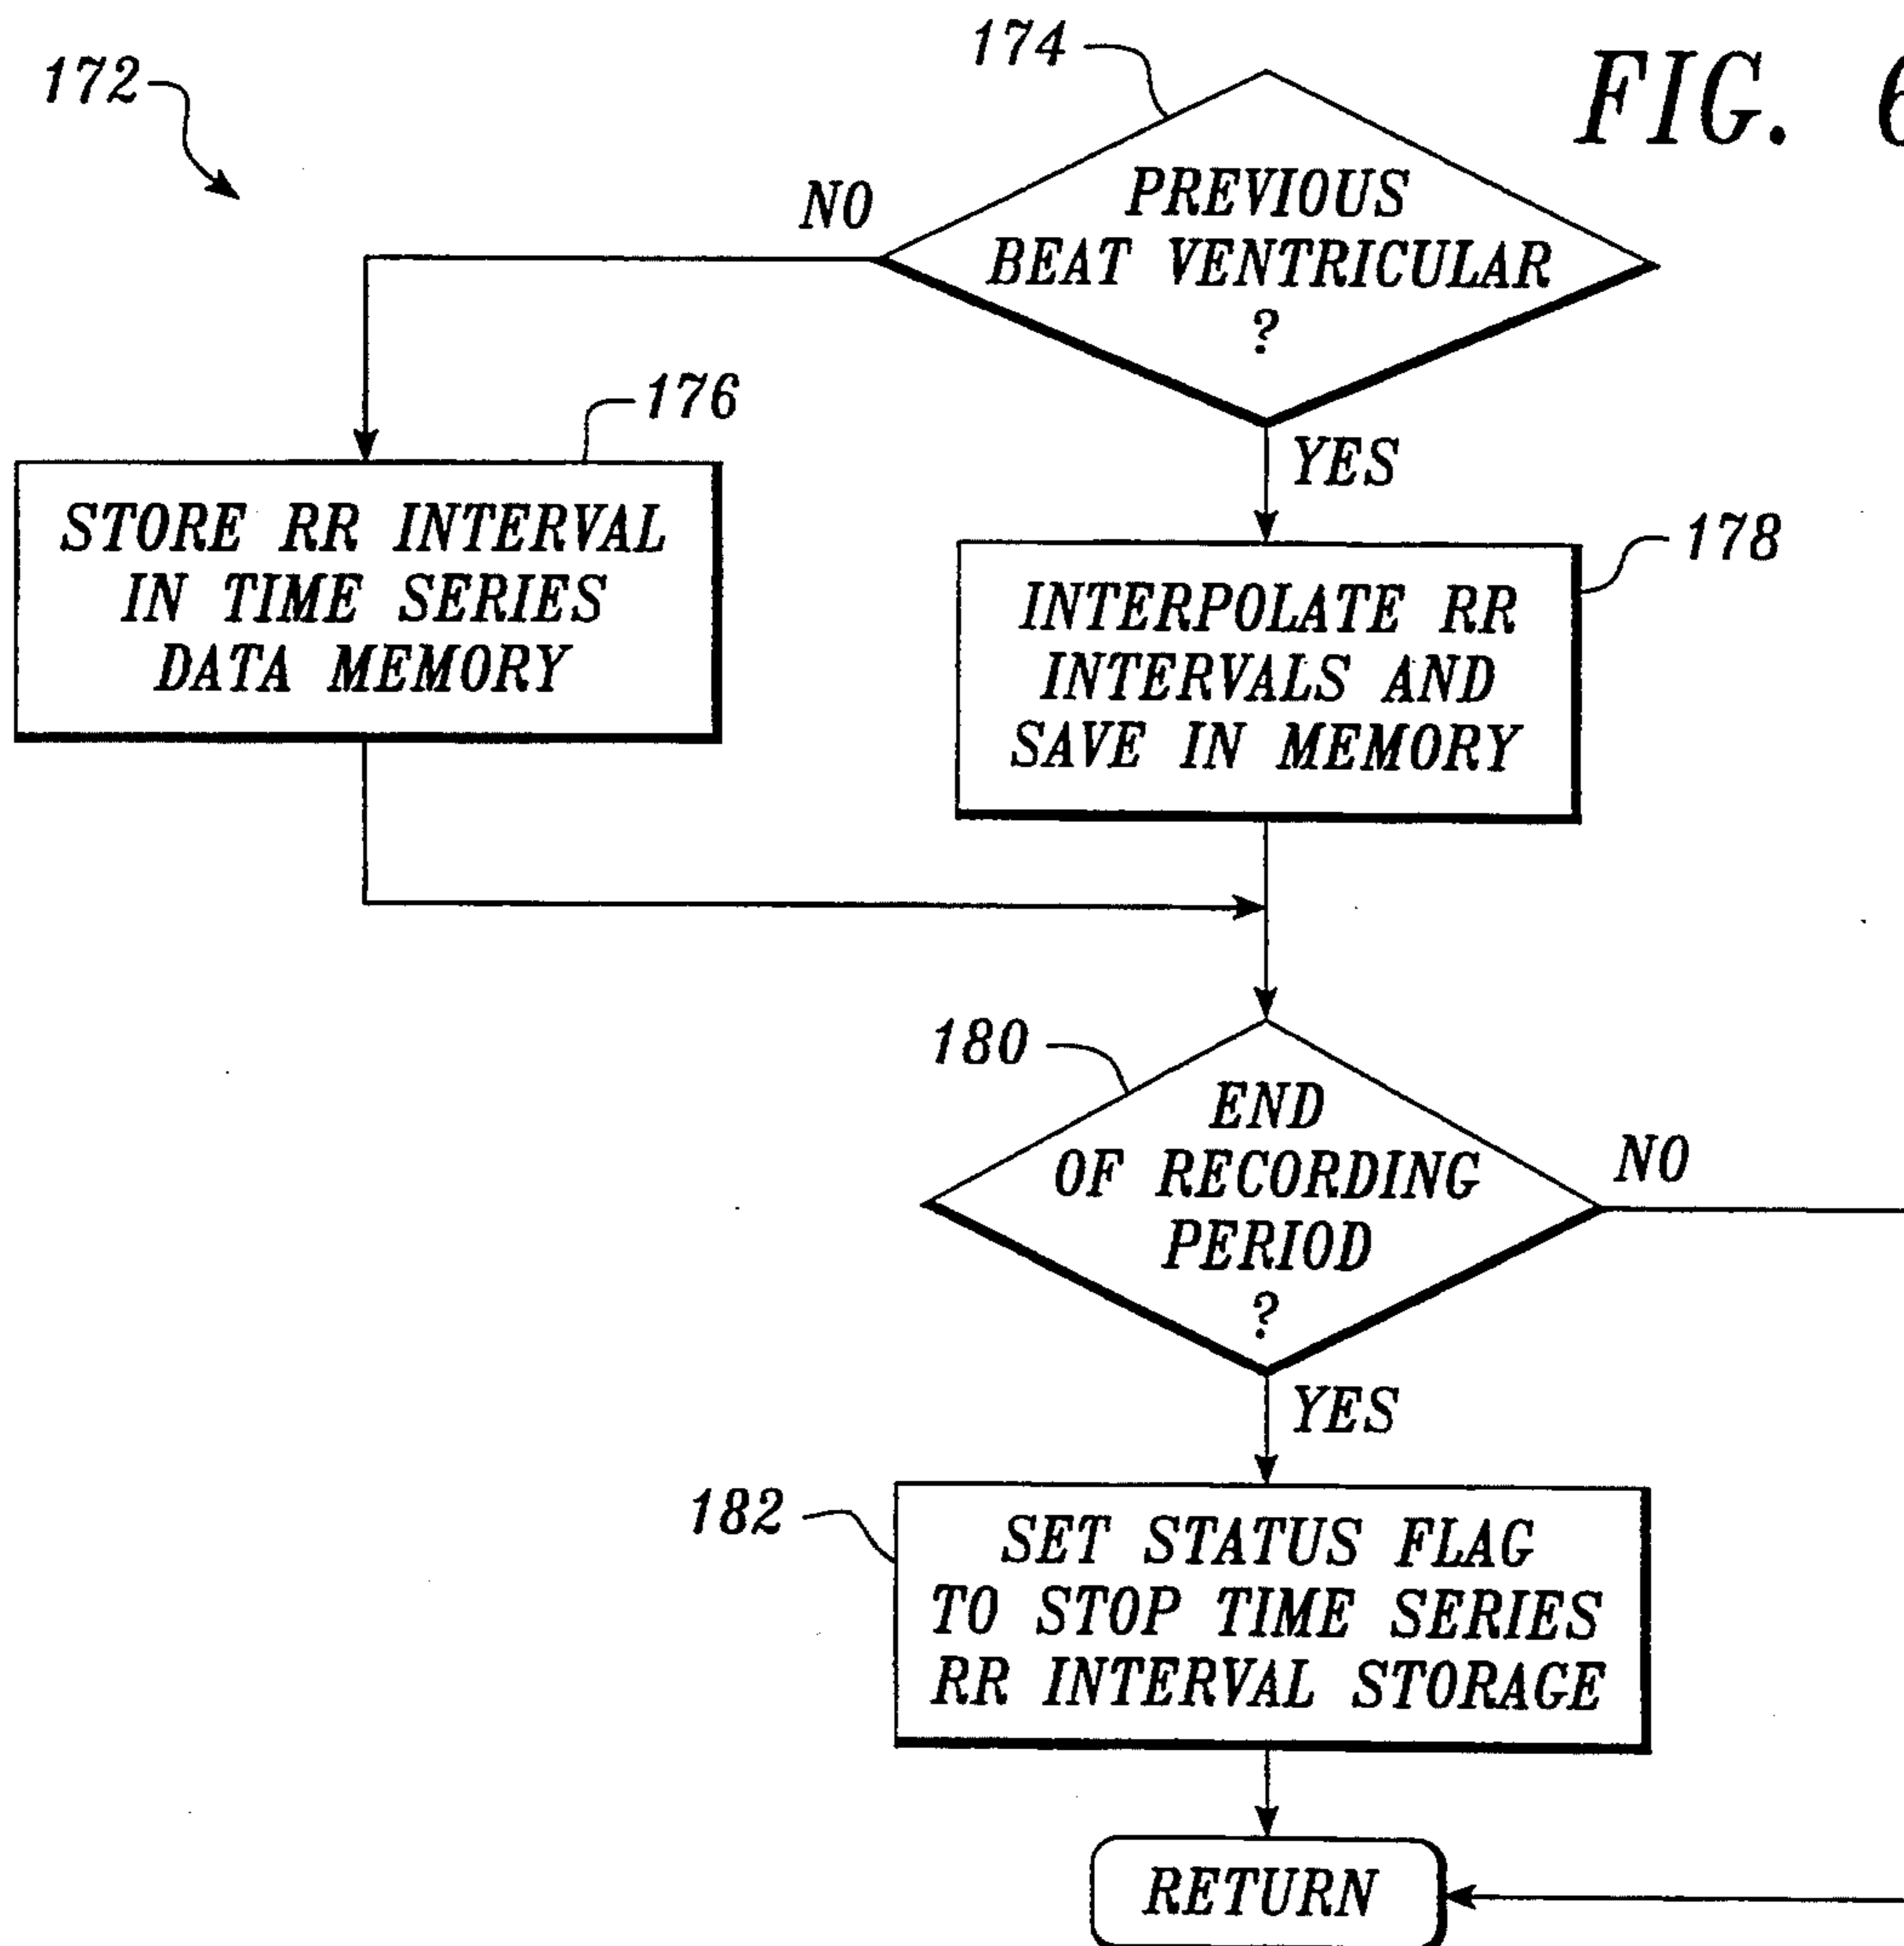 172
174
FIG. 6
PREVIOUS
BEAT VENTRICULAR
?
NO
YES
176
STORE RR INTERVAL
IN TIME SERIES
DATA MEMORY
178
INTERPOLATE RR
INTERVALS AND
SAVE IN MEMORY
180
END
OF RECORDING
PERIOD
?
NO
YES
182
SET STATUS FLAG
TO STOP TIME SERIES
RR INTERVAL STORAGE
RETURN